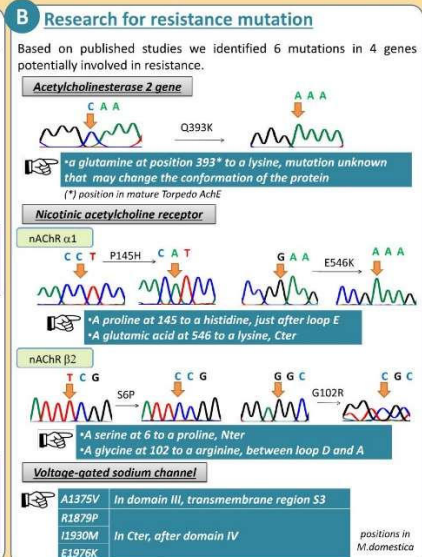 B Research for resistance mutation
Based on published studies we identified 6 mutations in 4 genes
potentially involved in resistance.
Acetylcholinesterase 2 gene
C A A
A A A
Q393K
•a glutamine at position 393* to a lysine, mutation unknown
that may change the conformation of the protein
(*) position in mature Torpedo AchE
Nicotinic acetylcholine receptor
nAChR α1
C C T P145H C A T G A A E546K A A A
•A proline at 145 to a histidine, just after loop E
•A glutamic acid at 546 to a lysine, Cter
nAChR β2
T C G S6P C C G G G C G102R C G C
•A serine at 6 to a proline, Nter
•A glycine at 102 to a arginine, between loop D and A
Voltage-gated sodium channel
A1375V In domain III, transmembrane region S3
R1879P
I1930M In Cter, after domain IV
E1976K
positions in
M.domestica